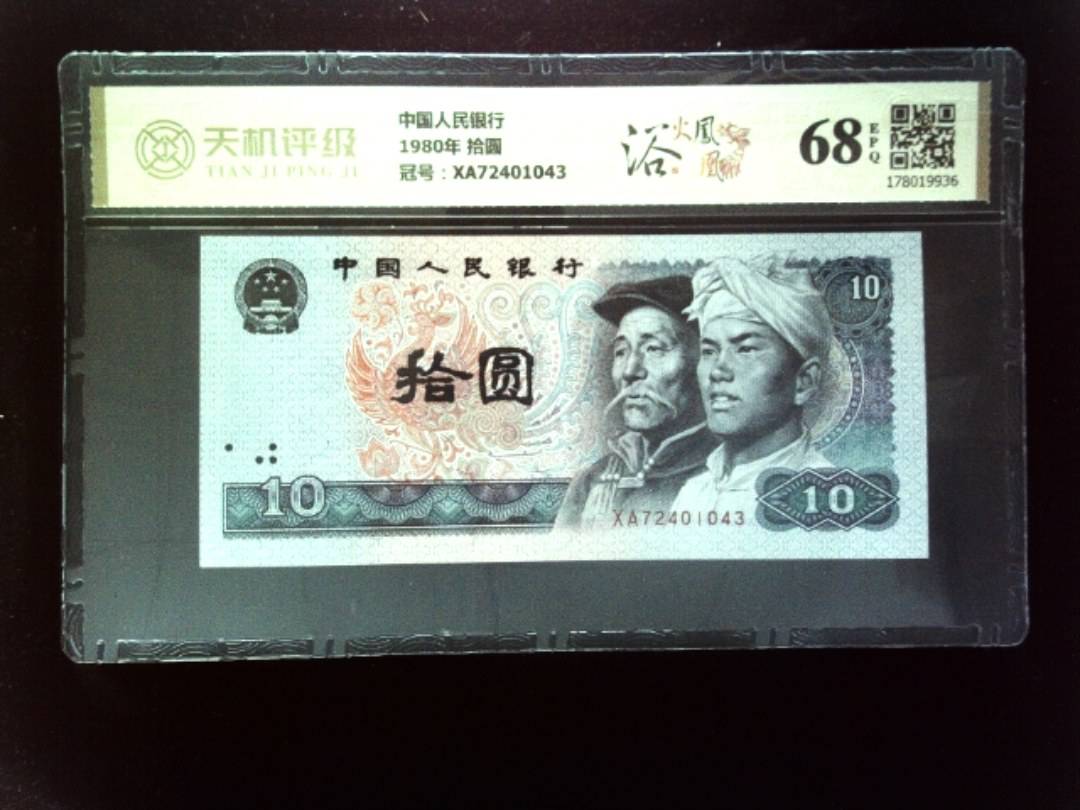 天机评级
TIAN JI PING JI
中国人民银行
1980年 拾圆
冠号：XA72401043
浴火凤凰
68
EPQ
178019936
中国人民银行
10
拾圆
10
XA72401043
10